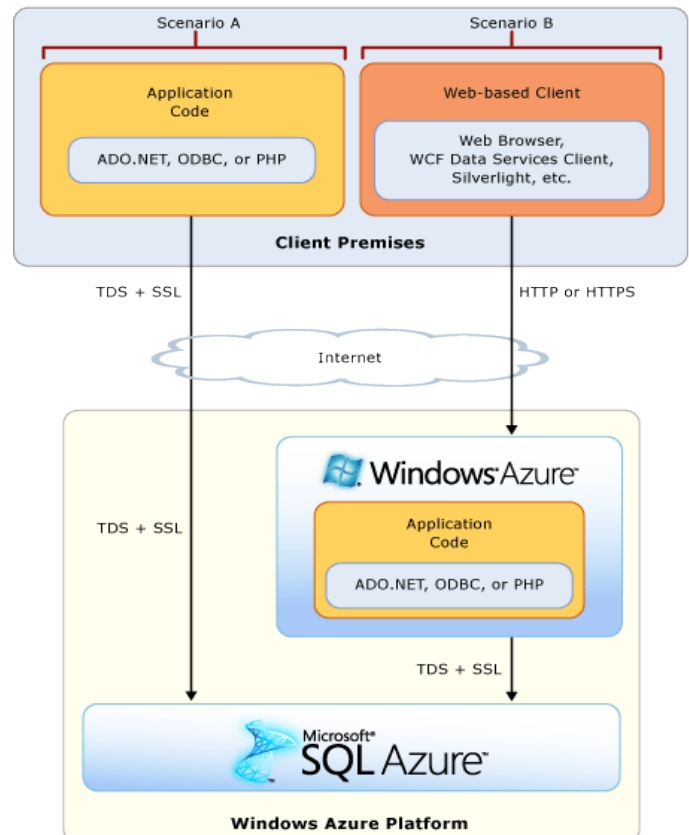 Scenario A
Scenario B
Application
Code
ADO.NET, ODBC, or PHP
Web-based Client
Web Browser,
WCF Data Services Client,
Silverlight, etc.
Client Premises
TDS + SSL
HTTP or HTTPS
Internet
Windows Azure™
Application
Code
ADO.NET, ODBC, or PHP
TDS + SSL
TDS + SSL
Microsoft®
SQL Azure™
Windows Azure Platform